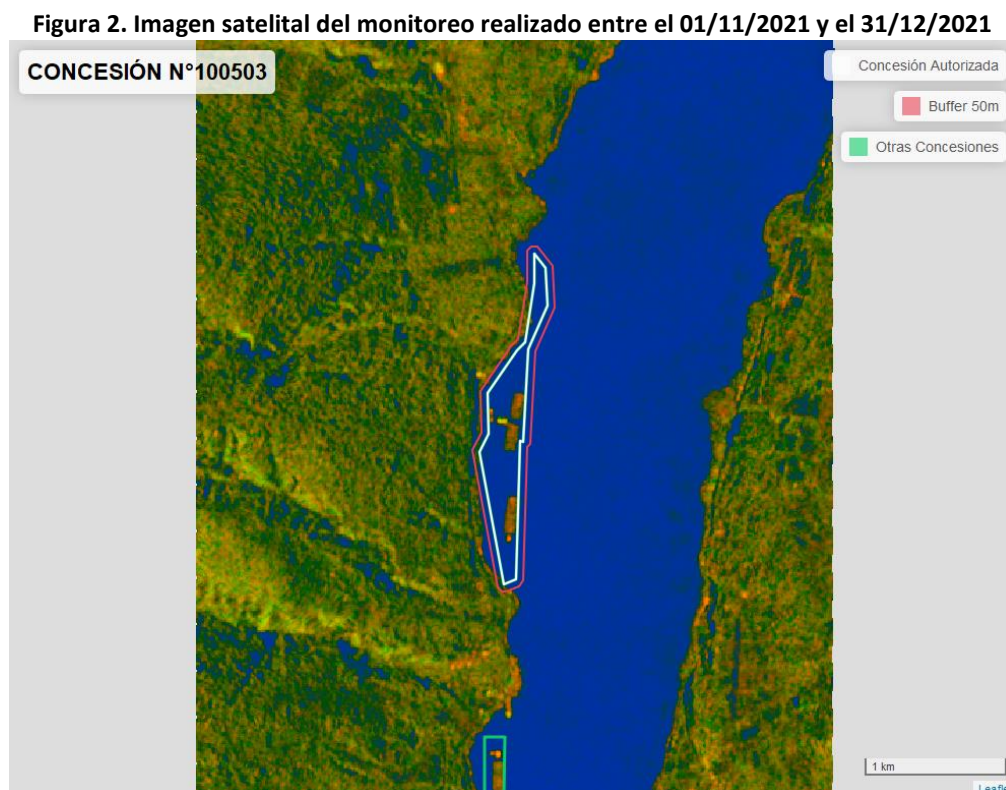 Figura 2. Imagen satelital del monitoreo realizado entre el 01/11/2021 y el 31/12/2021
CONCESIÓN N°100503
Concesión Autorizada
Buffer 50m
Otras Concesiones
1 km